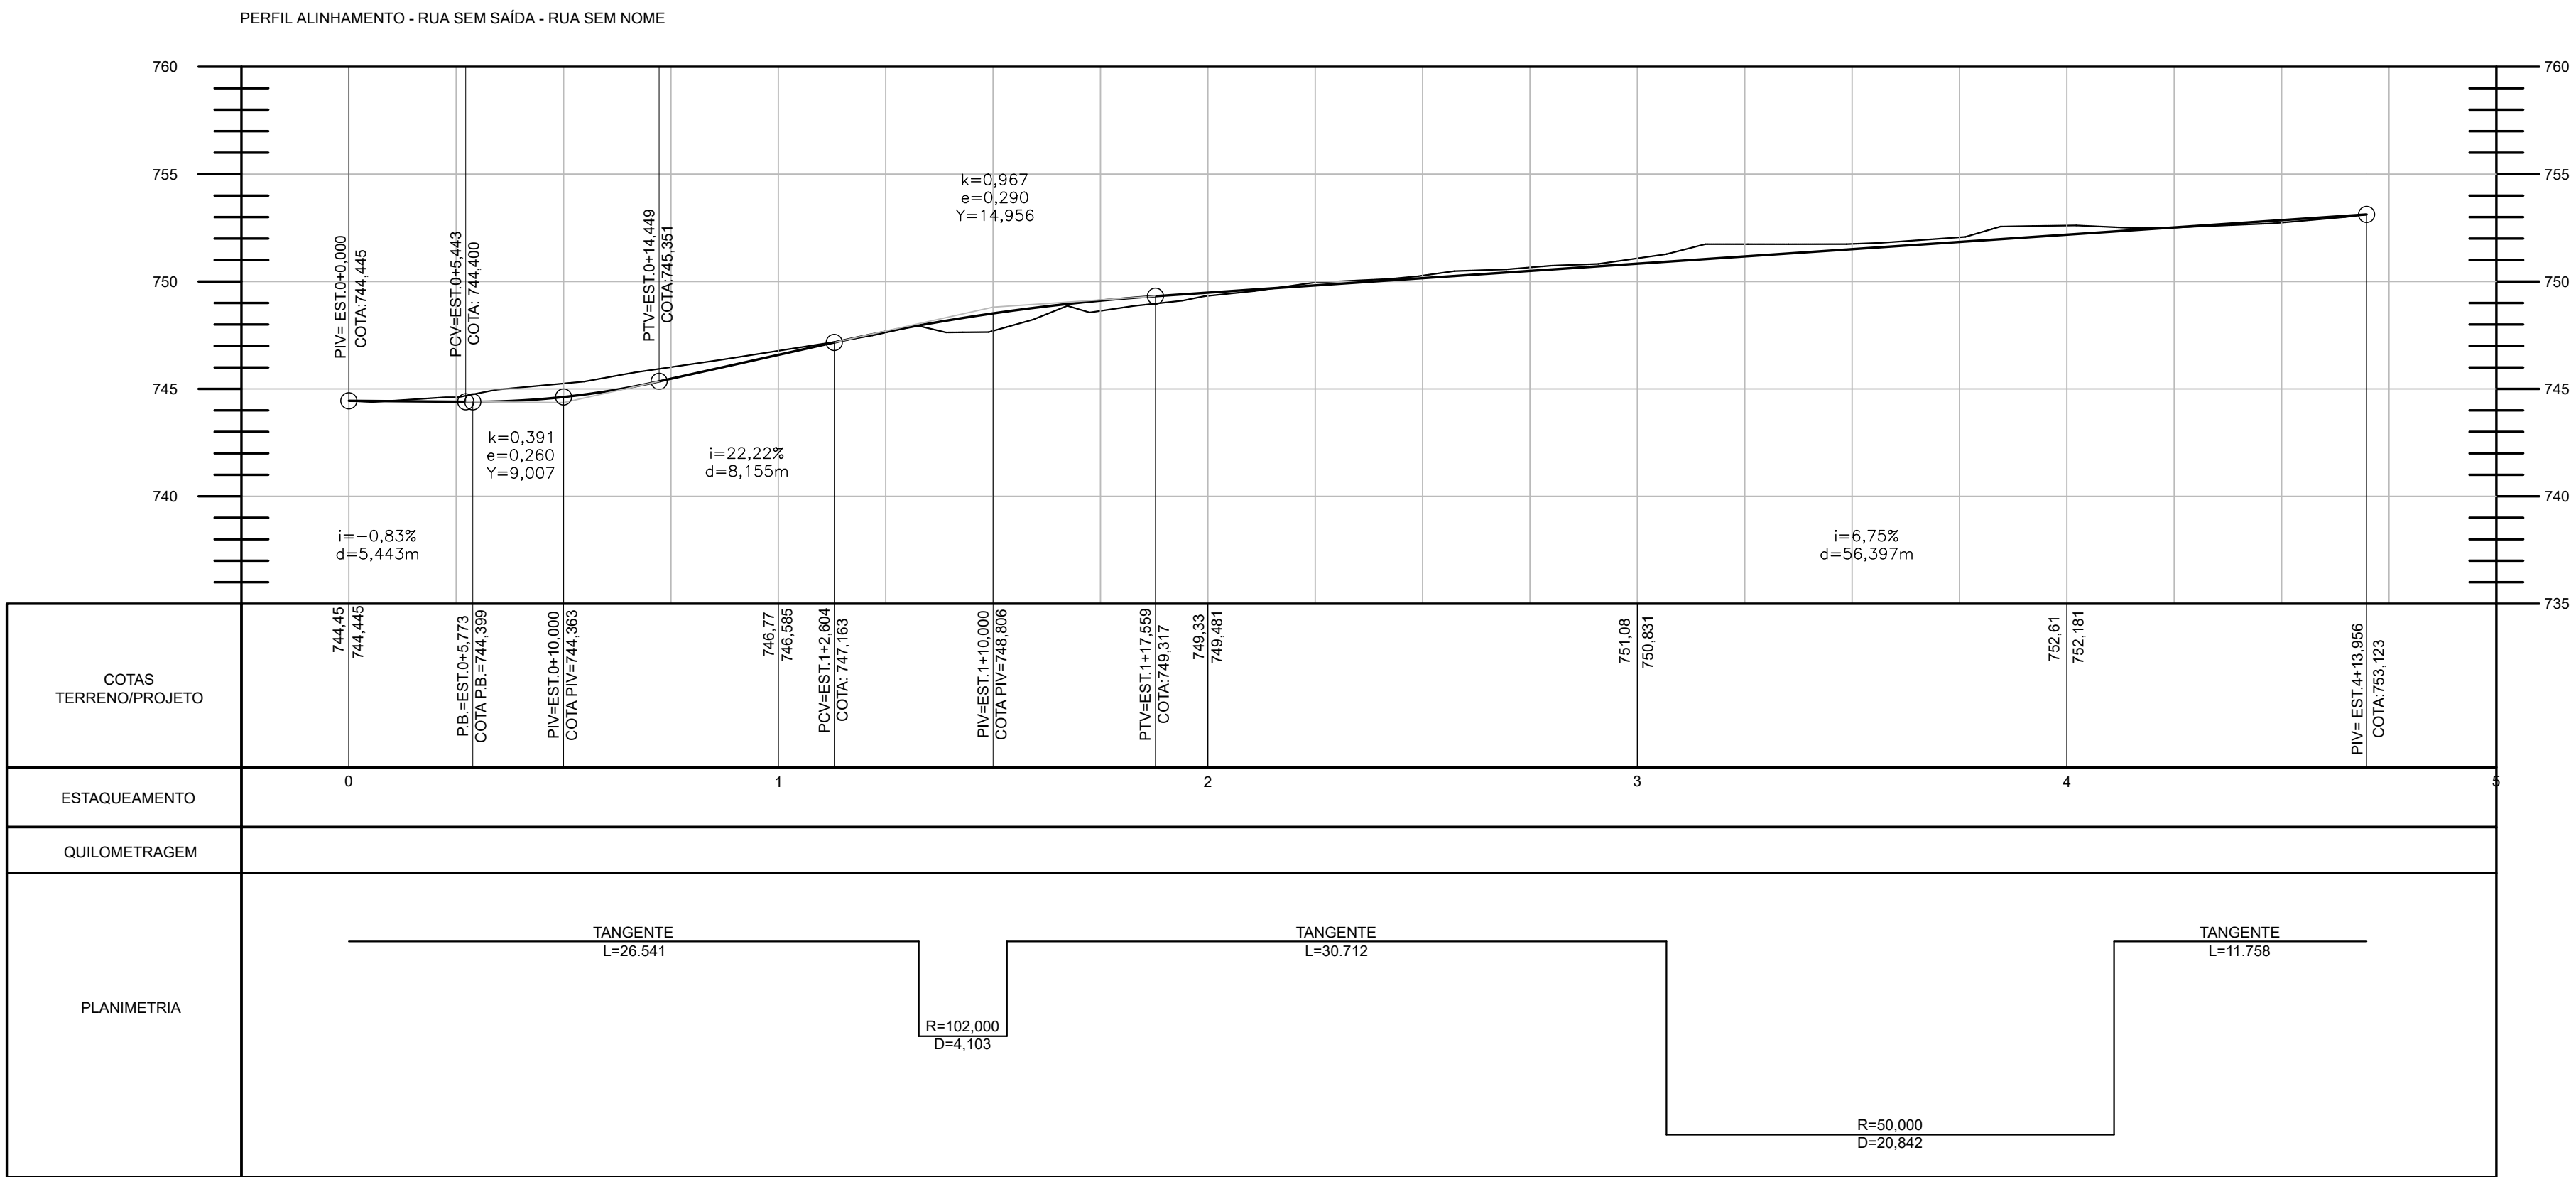 PERFIL ALINHAMENTO - RUA SEM SAÍDA - RUA SEM NOME
760
755
750
745
740
760
755
750
745
740
735
PIV= EST.0+0,000
COTA:744,445
PCV=EST.0+5,443
COTA: 744,400
PTV=EST.0+14,449
COTA:745,351
k=0,967
e=0,290
Y=14,956
k=0,391
e=0,260
Y=9,007
i=22,22%
d=8,155m
i=-0,83%
d=5,443m
i=6,75%
d=56,397m
COTAS
TERRENO/PROJETO
744,45
744,445
P.B.=EST.0+5,773
COTA P.B.=744,399
PIV=EST.0+10,000
COTA PIV=744,363
746,77
746,585
PCV=EST.1+2,604
COTA: 747,163
PIV=EST.1+10,000
COTA PIV=748,806
PTV=EST.1+17,559
COTA:749,317
749,33
749,481
751,08
750,831
752,61
752,181
PIV= EST.4+13,956
COTA:753,123
ESTAQUEAMENTO
0 1 2 3 4 5
QUILOMETRAGEM
PLANIMETRIA
TANGENTE
L=26.541
R=102,000
D=4,103
TANGENTE
L=30.712
R=50,000
D=20,842
TANGENTE
L=11.758